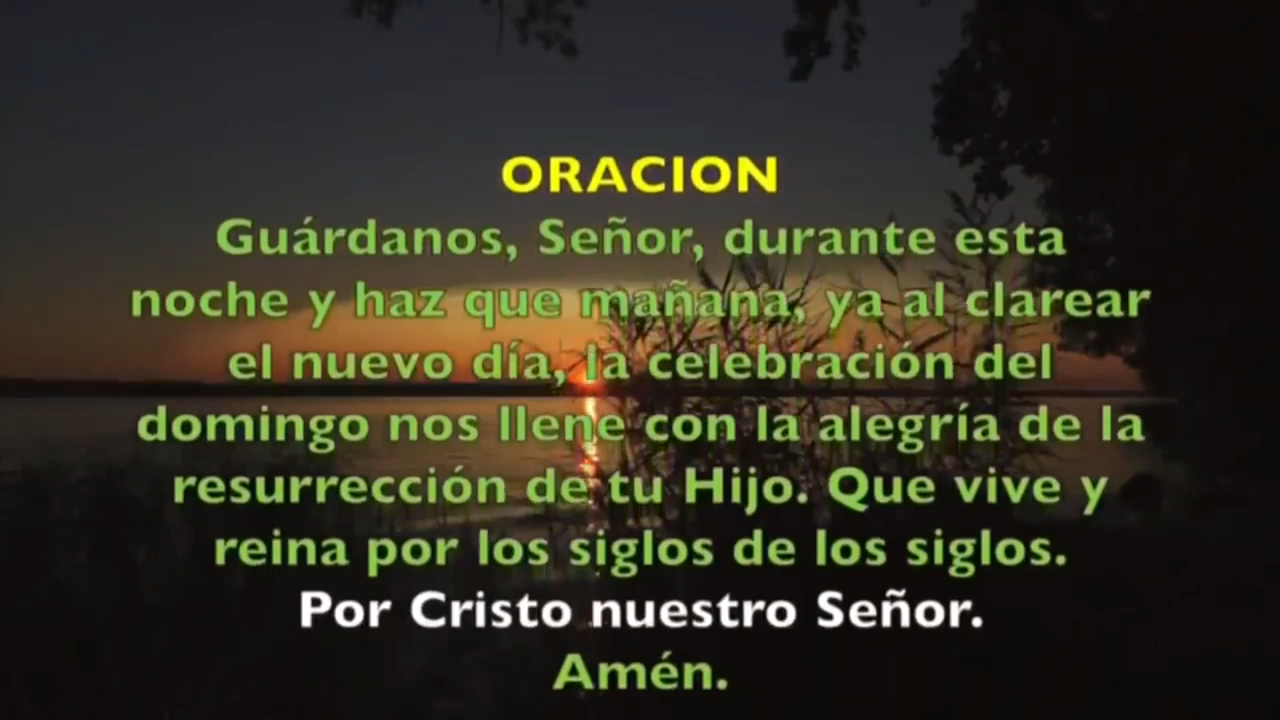 ORACION
Guárdanos, Señor, durante esta
noche y haz que mañana, ya al clarear
el nuevo día, la celebración del
domingo nos llene con la alegría de la
resurrección de tu Hijo. Que vive y
reina por los siglos de los siglos.
Por Cristo nuestro Señor.
Amén.